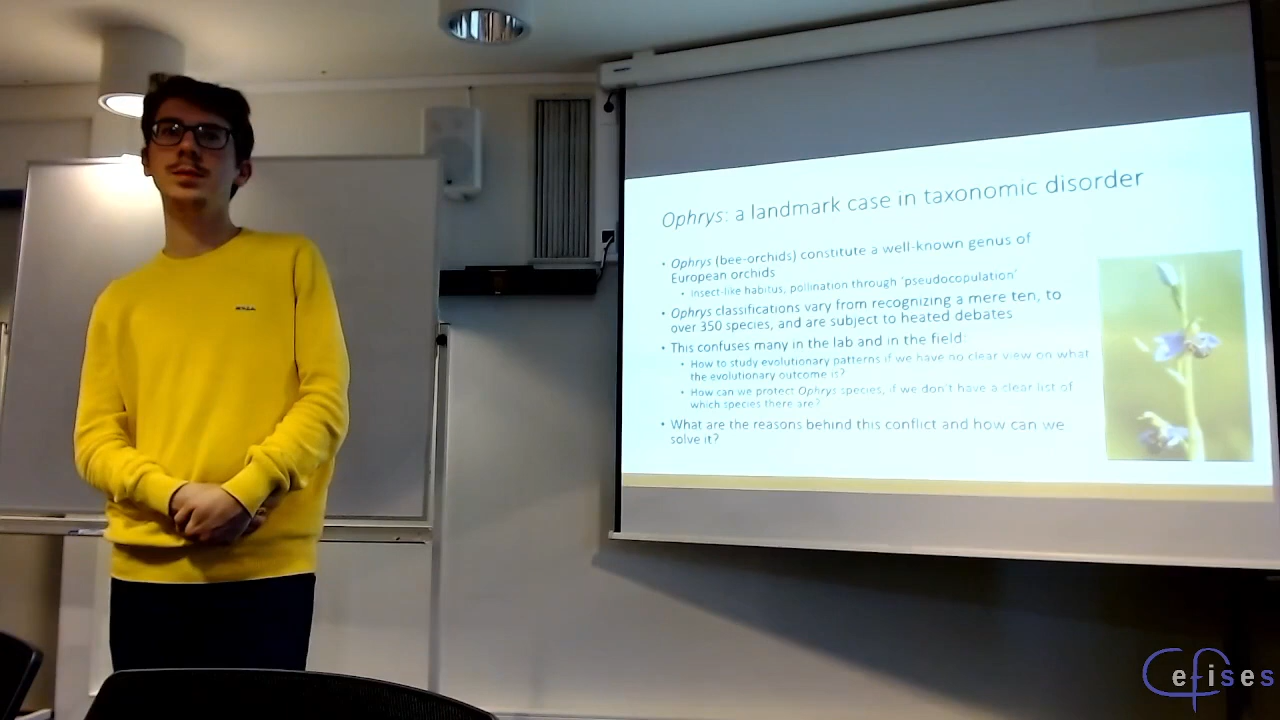 Ophrys: a landmark case in taxonomic disorder
• Ophrys (bee-orchids) constitute a well-known genus of
European orchids
• Insect-like habitus, pollination through 'pseudocopulation'
• Ophrys classifications vary from recognizing a mere ten, to
over 350 species, and are subject to heated debates
• This confuses many in the lab and in the field:
• How to study evolutionary patterns if we have no clear view on what
the evolutionary outcome is?
• How can we protect Ophrys species, if we don't have a clear list of
which species there are?
• What are the reasons behind this conflict and how can we
solve it?
Cefises